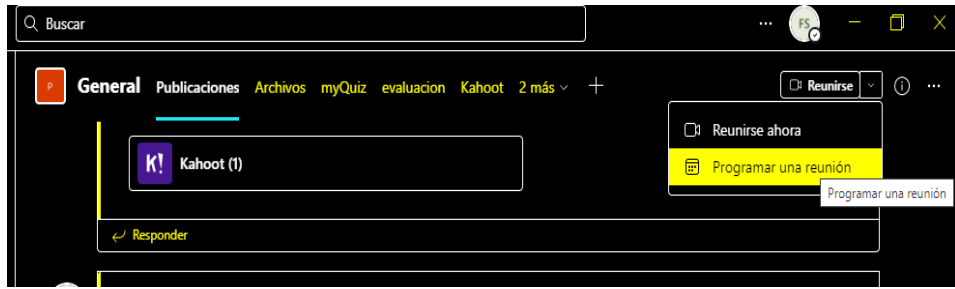 Buscar
FS
P General Publicaciones Archivos myQuiz evaluacion Kahoot 2 más Reunirse
Reunirse ahora
K! Kahoot (1)
Programar una reunión
Programar una reunión
Responder